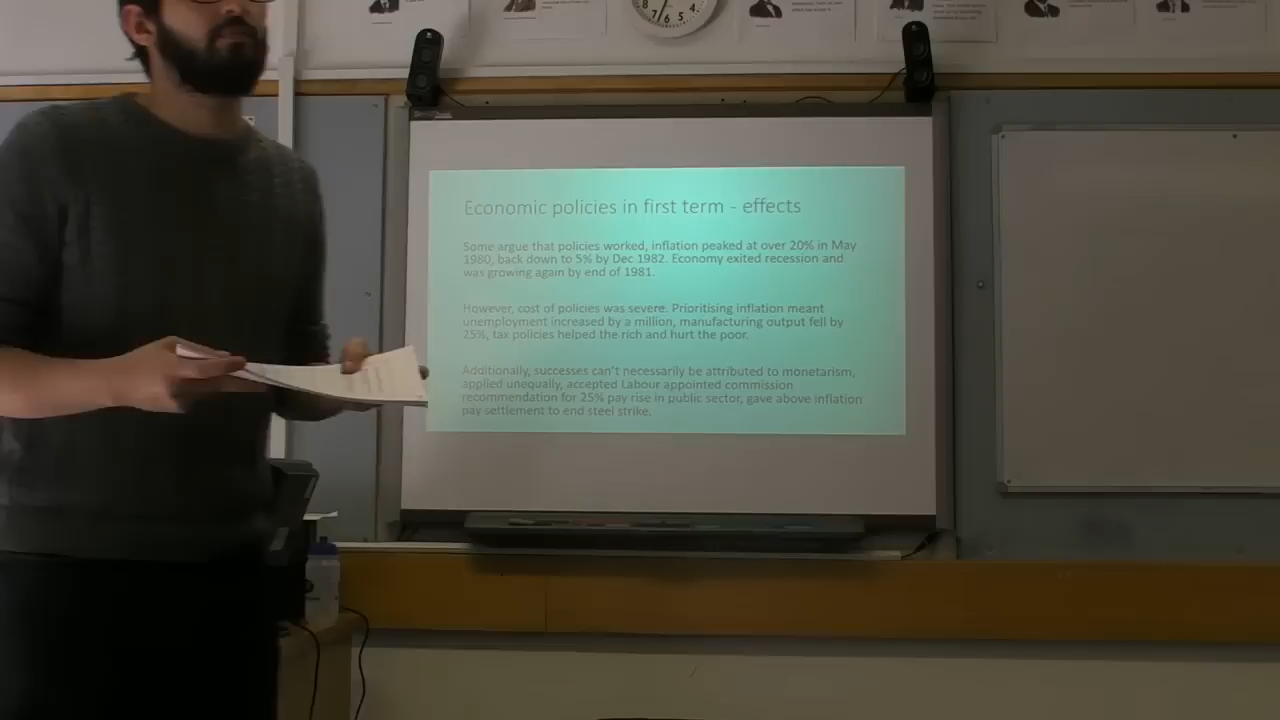 8 7 6 5 4
Economic policies in first term - effects
Some argue that policies worked, inflation peaked at over 20% in May
1980, back down to 5% by Dec 1982. Economy exited recession and
was growing again by end of 1981.
However, cost of policies was severe. Prioritising inflation meant
unemployment increased by a million, manufacturing output fell by
25%, tax policies helped the rich and hurt the poor.
Additionally, successes can't necessarily be attributed to monetarism,
applied unequally, accepted Labour appointed commission
recommendation for 25% pay rise in public sector, gave above inflation
pay settlement to end steel strike.